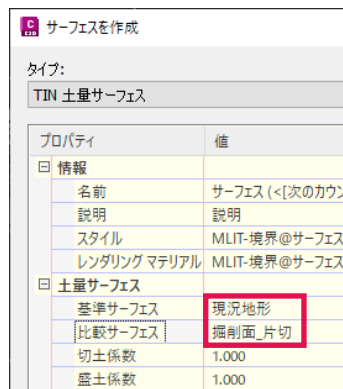 サーフェスを作成
タイプ:
TIN 土量サーフェス
プロパティ 値
情報
名前 サーフェス (<[次のカウン
説明 説明
スタイル MLIT-境界@サーフェス
レンダリング マテリアル MLIT-境界@サーフェス
土量サーフェス
基準サーフェス 現況地形
比較サーフェス 掘削面_片切
切土係数 1.000
盛土係数 1.000